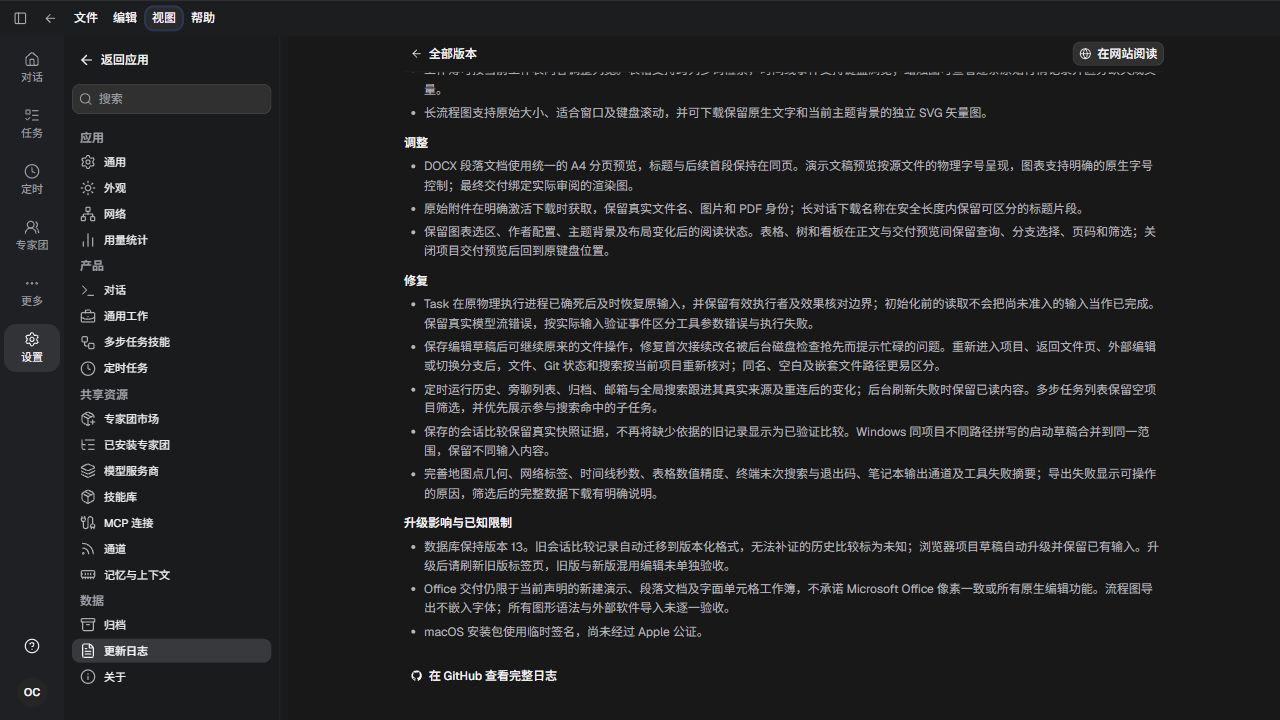 文件 编辑 视图 帮助
对话
任务
定时
专家团
更多
设置
OC
返回应用
搜索
应用
通用
外观
网络
用量统计
产品
对话
通用工作
多步任务技能
定时任务
共享资源
专家团市场
已安装专家团
模型服务商
技能库
MCP 连接
通道
记忆与上下文
数据
归档
更新日志
关于
全部版本
在网站阅读
量。
长流程图支持原始大小、适合窗口及键盘滚动，并可下载保留原生文字和当前主题背景的独立 SVG 矢量图。
调整
DOCX 段落文档使用统一的 A4 分页预览，标题与后续首段保持在同页。演示文稿预览按源文件的物理字号呈现，图表支持明确的原生字号
控制；最终交付绑定实际审阅的渲染图。
原始附件在明确激活下载时获取，保留真实文件名、图片和 PDF 身份；长对话下载名称在安全长度内保留可区分的标题片段。
保留图表选区、作者配置、主题背景及布局变化后的阅读状态。表格、树和看板在正文与交付预览间保留查询、分支选择、页码和筛选；关
闭项目交付预览后回到原键盘位置。
修复
Task 在原物理执行进程已确死后及时恢复原输入，并保留有效执行者及效果核对边界；初始化前的读取不会把尚未准入的输入当作已完成。
保留真实模型流错误，按实际输入验证事件区分工具参数错误与执行失败。
保存编辑草稿后可继续原来的文件操作，修复首次接续改名被后台磁盘检查抢先而提示忙碌的问题。重新进入项目、返回文件页、外部编辑
或切换分支后，文件、Git 状态和搜索按当前项目重新核对；同名、空白及嵌套文件路径更易区分。
定时运行历史、旁聊列表、归档、邮箱与全局搜索跟进其真实来源及重连后的变化；后台刷新失败时保留已读内容。多步任务列表保留空项
目筛选，并优先展示参与搜索命中的子任务。
保存的会话比较保留真实快照证据，不再将缺少依据的旧记录显示为已验证比较。Windows 同项目不同路径拼写的启动草稿合并到同一范
围，保留不同输入内容。
完善地图点几何、网络标签、时间线秒数、表格数值精度、终端末次搜索与退出码、笔记本输出通道及工具失败摘要；导出失败显示可操作
的原因，筛选后的完整数据下载有明确说明。
升级影响与已知限制
数据库保持版本 13。旧会话比较记录自动迁移到版本化格式，无法补证的历史比较标为未知；浏览器项目草稿自动升级并保留已有输入。升
级后请刷新旧版标签页，旧版与新版混用编辑未单独验收。
Office 交付仍限于当前声明的新建演示、段落文档及字面单元格工作簿，不承诺 Microsoft Office 像素一致或所有原生编辑功能。流程图导
出不嵌入字体；所有图形语法与外部软件导入未逐一验收。
macOS 安装包使用临时签名，尚未经过 Apple 公证。
在 GitHub 查看完整日志